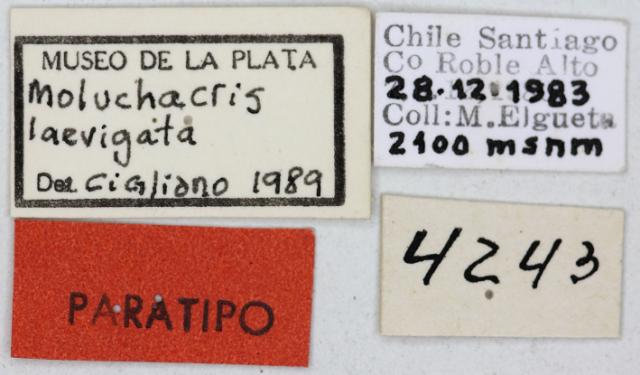 MUSEO DE LA PLATA
Moluchacris
laevigata
Det. Cigliano 1989
Chile Santiago
Co Roble Alto
28.12.1983
Coll:M.Elgueta
2100 msnm
PARATIPO
4243